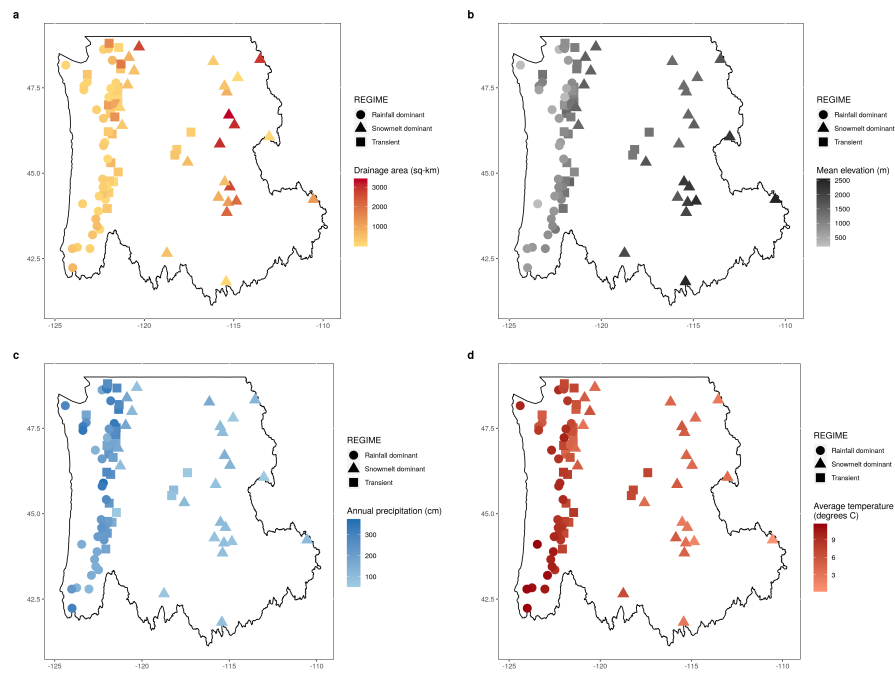 a
47.5
45.0
42.5
-125
-120
-115
-110
REGIME
Rainfall dominant
Snowmelt dominant
Transient
Drainage area (sq-km)
3000
2000
1000
b
47.5
45.0
42.5
-125
-120
-115
-110
REGIME
Rainfall dominant
Snowmelt dominant
Transient
Mean elevation (m)
2500
2000
1500
1000
500
c
47.5
45.0
42.5
-125
-120
-115
-110
REGIME
Rainfall dominant
Snowmelt dominant
Transient
Annual precipitation (cm)
300
200
100
d
47.5
45.0
42.5
-125
-120
-115
-110
REGIME
Rainfall dominant
Snowmelt dominant
Transient
Average temperature
(degrees C)
9
6
3